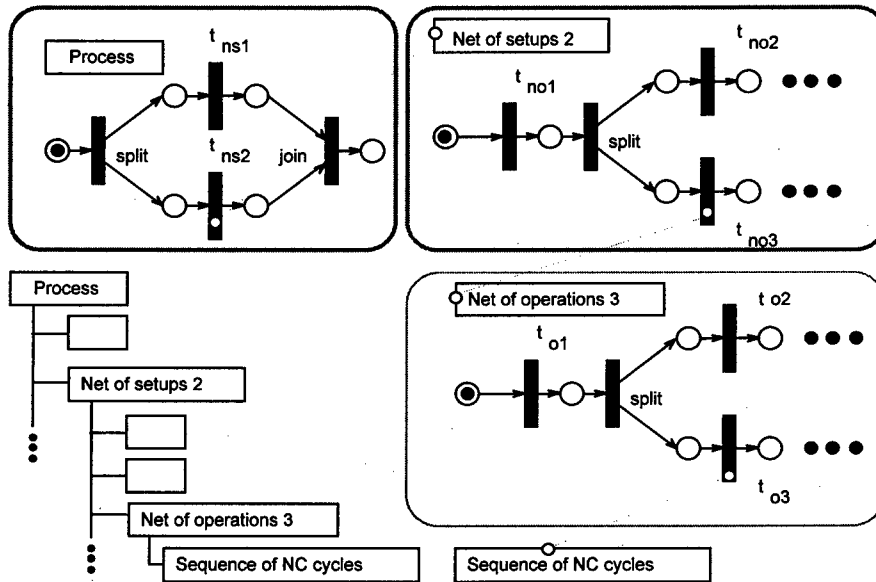 Process
t ns1
split
t ns2
join
Net of setups 2
t no1
split
t no2
t no3
Process
Net of setups 2
Net of operations 3
Sequence of NC cycles
Net of operations 3
t o1
split
t o2
t o3
Sequence of NC cycles